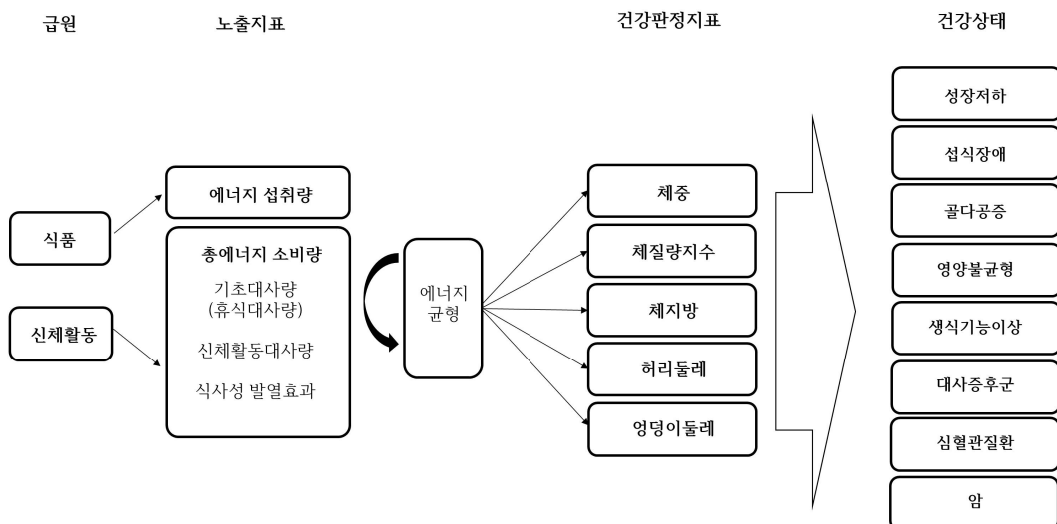 급원
노출지표
건강판정지표
건강상태
식품
신체활동
에너지 섭취량
총에너지 소비량
기초대사량
(휴식대사량)
신체활동대사량
식사성 발열효과
에너지
균형
체중
체질량지수
체지방
허리둘레
엉덩이둘레
성장저하
섭식장애
골다공증
영양불균형
생식기능이상
대사증후군
심혈관질환
암